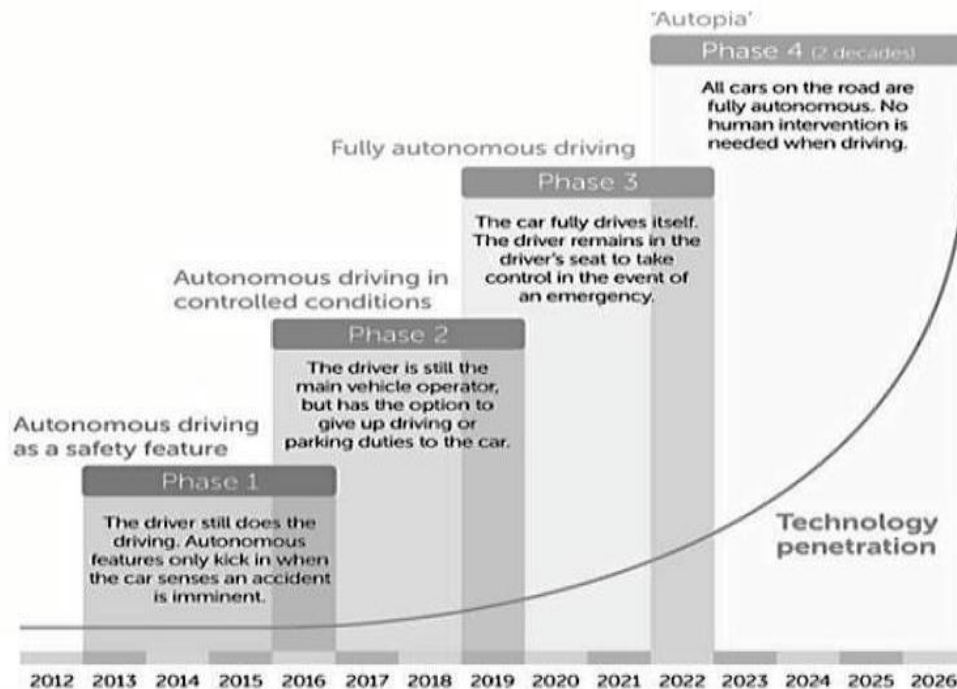 'Autopia'
Phase 4 (2 decades)
All cars on the road are
fully autonomous. No
human intervention is
needed when driving.
Fully autonomous driving
Phase 3
The car fully drives itself.
The driver remains in the
driver's seat to take
control in the event of
an emergency.
Autonomous driving in
controlled conditions
Phase 2
The driver is still the
main vehicle operator,
but has the option to
give up driving or
parking duties to the car.
Autonomous driving
as a safety feature
Phase 1
The driver still does the
driving. Autonomous
features only kick in when
the car senses an accident
is imminent.
Technology
penetration
2012 2013 2014 2015 2016 2017 2018 2019 2020 2021 2022 2023 2024 2025 2026